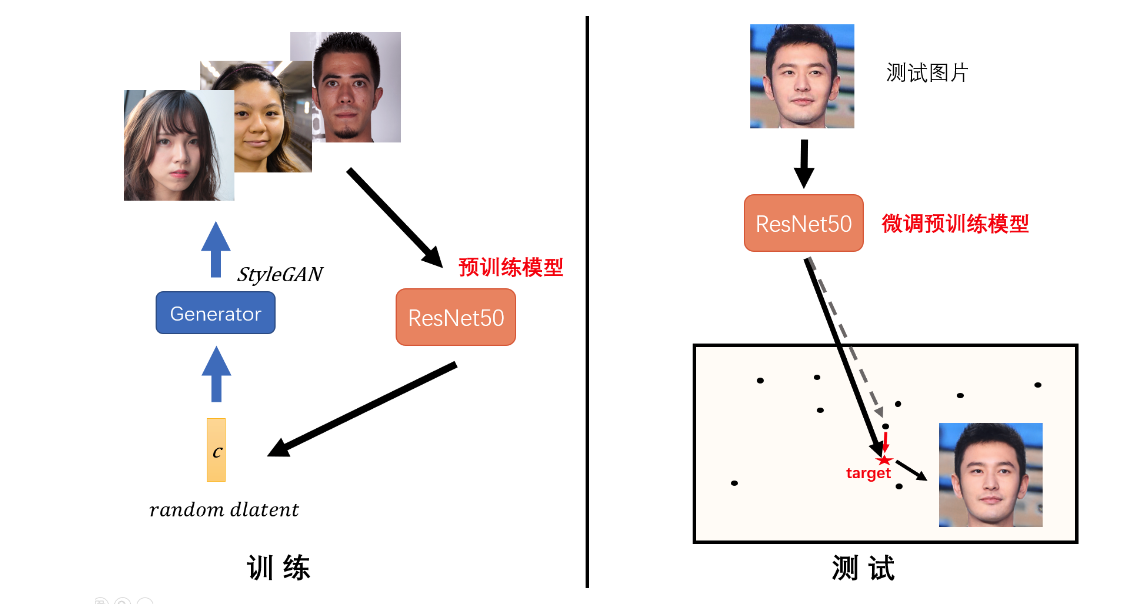 StyleGAN
Generator
c
random dlatent
预训练模型
ResNet50
训 练
测试图片
ResNet50
微调预训练模型
target
测 试